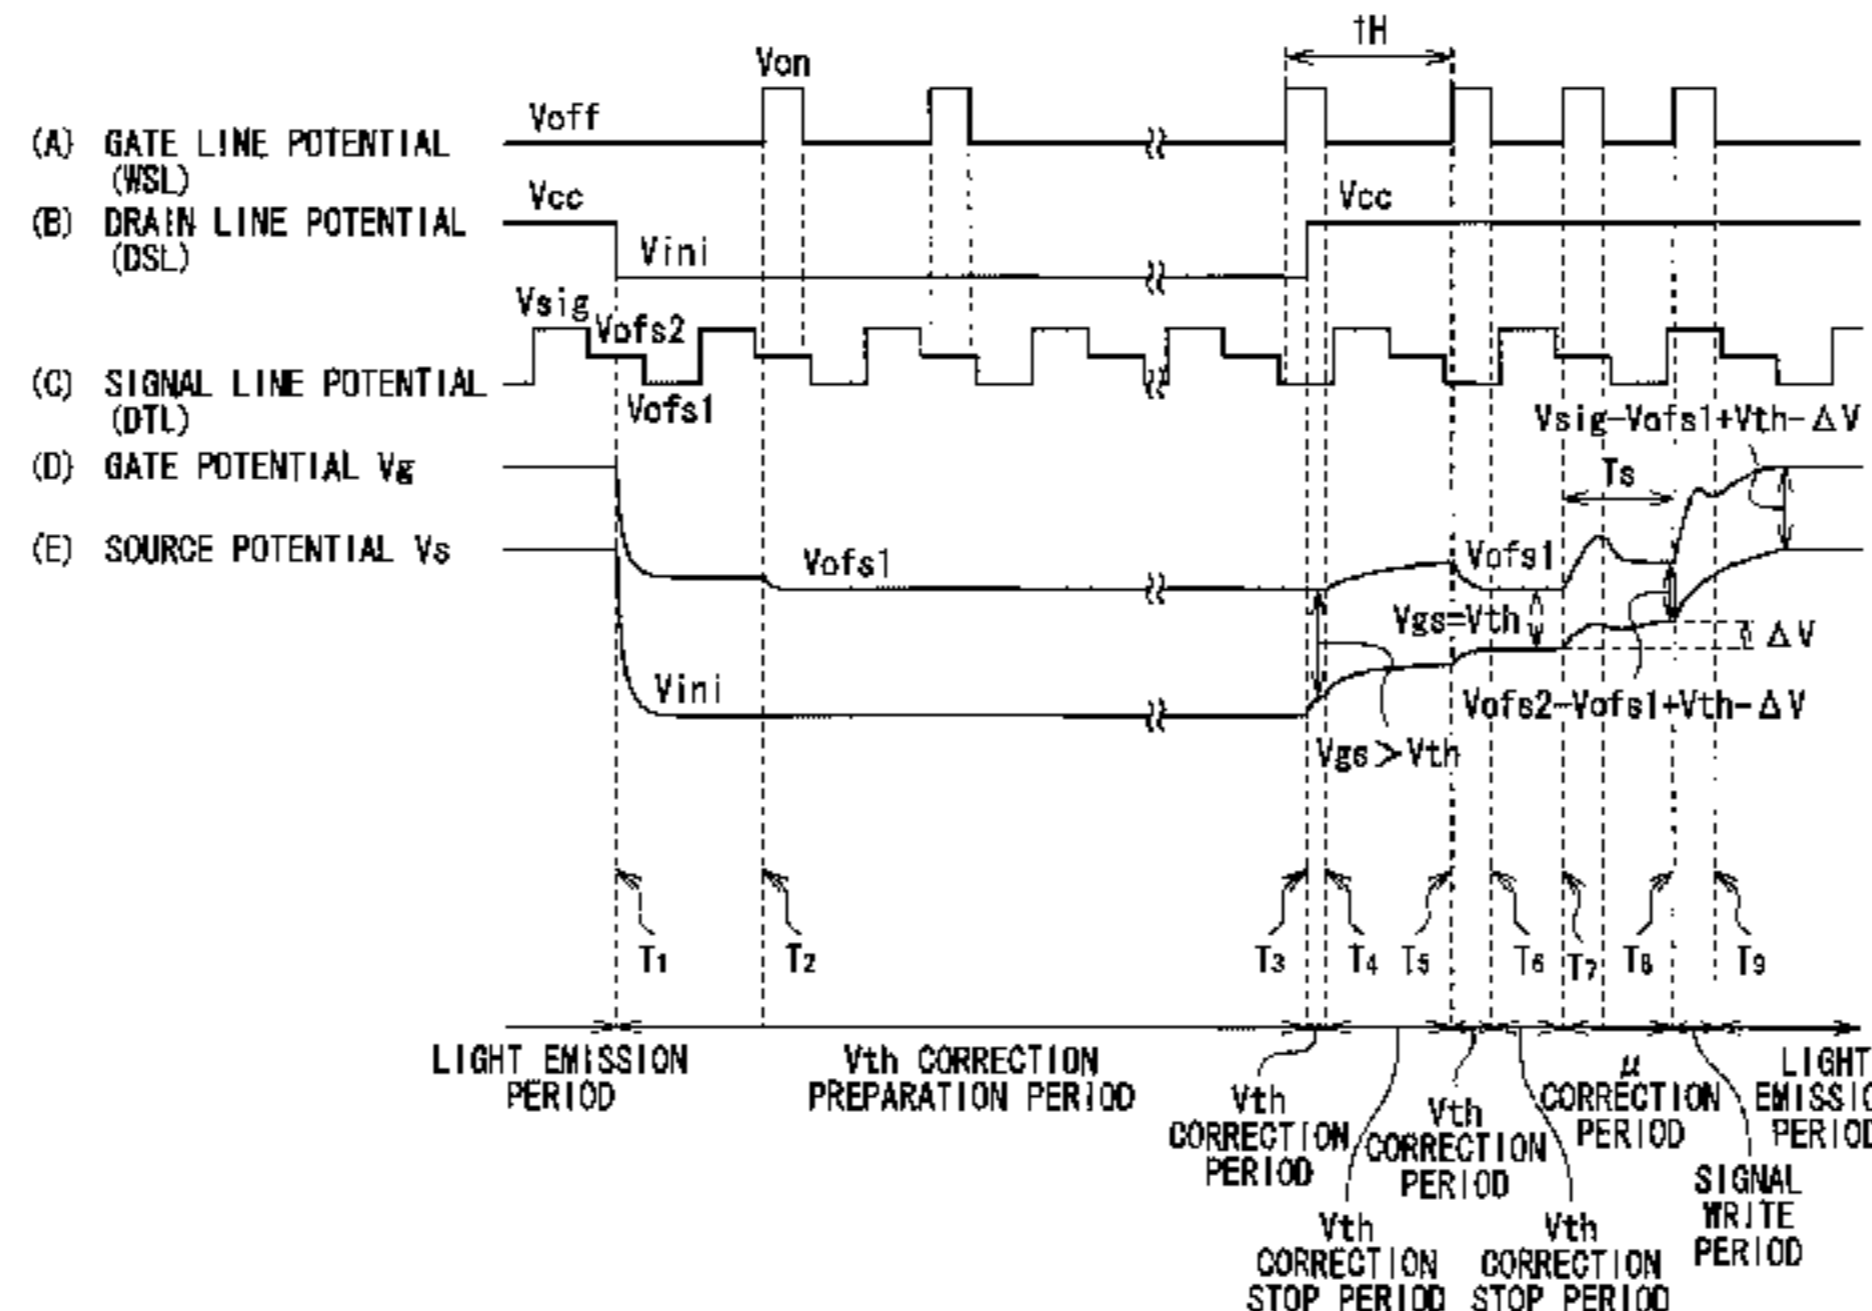 1H
Von
Voff
(A) GATE LINE POTENTIAL
(WSL)
Vcc
Vcc
(B) DRAIN LINE POTENTIAL
(DSL)
Vini
Vsig
Vofs2
(C) SIGNAL LINE POTENTIAL
(DTL)
Vofs1
Vsig-Vofs1+Vth-ΔV
(D) GATE POTENTIAL Vg
Ts
(E) SOURCE POTENTIAL Vs
Vofs1
Vofs1
Vgs=Vth
ΔV
Vini
Vofs2-Vofs1+Vth-ΔV
Vgs>Vth
T1 T2 T3 T4 T5 T6 T7 T8 T9
LIGHT EMISSION
PERIOD
Vth CORRECTION
PREPARATION PERIOD
Vth
CORRECTION
PERIOD
Vth
CORRECTION
STOP PERIOD
Vth
CORRECTION
PERIOD
Vth
CORRECTION
STOP PERIOD
μ
CORRECTION
PERIOD
SIGNAL
WRITE
PERIOD
LIGHT
EMISSIO
PERIOD